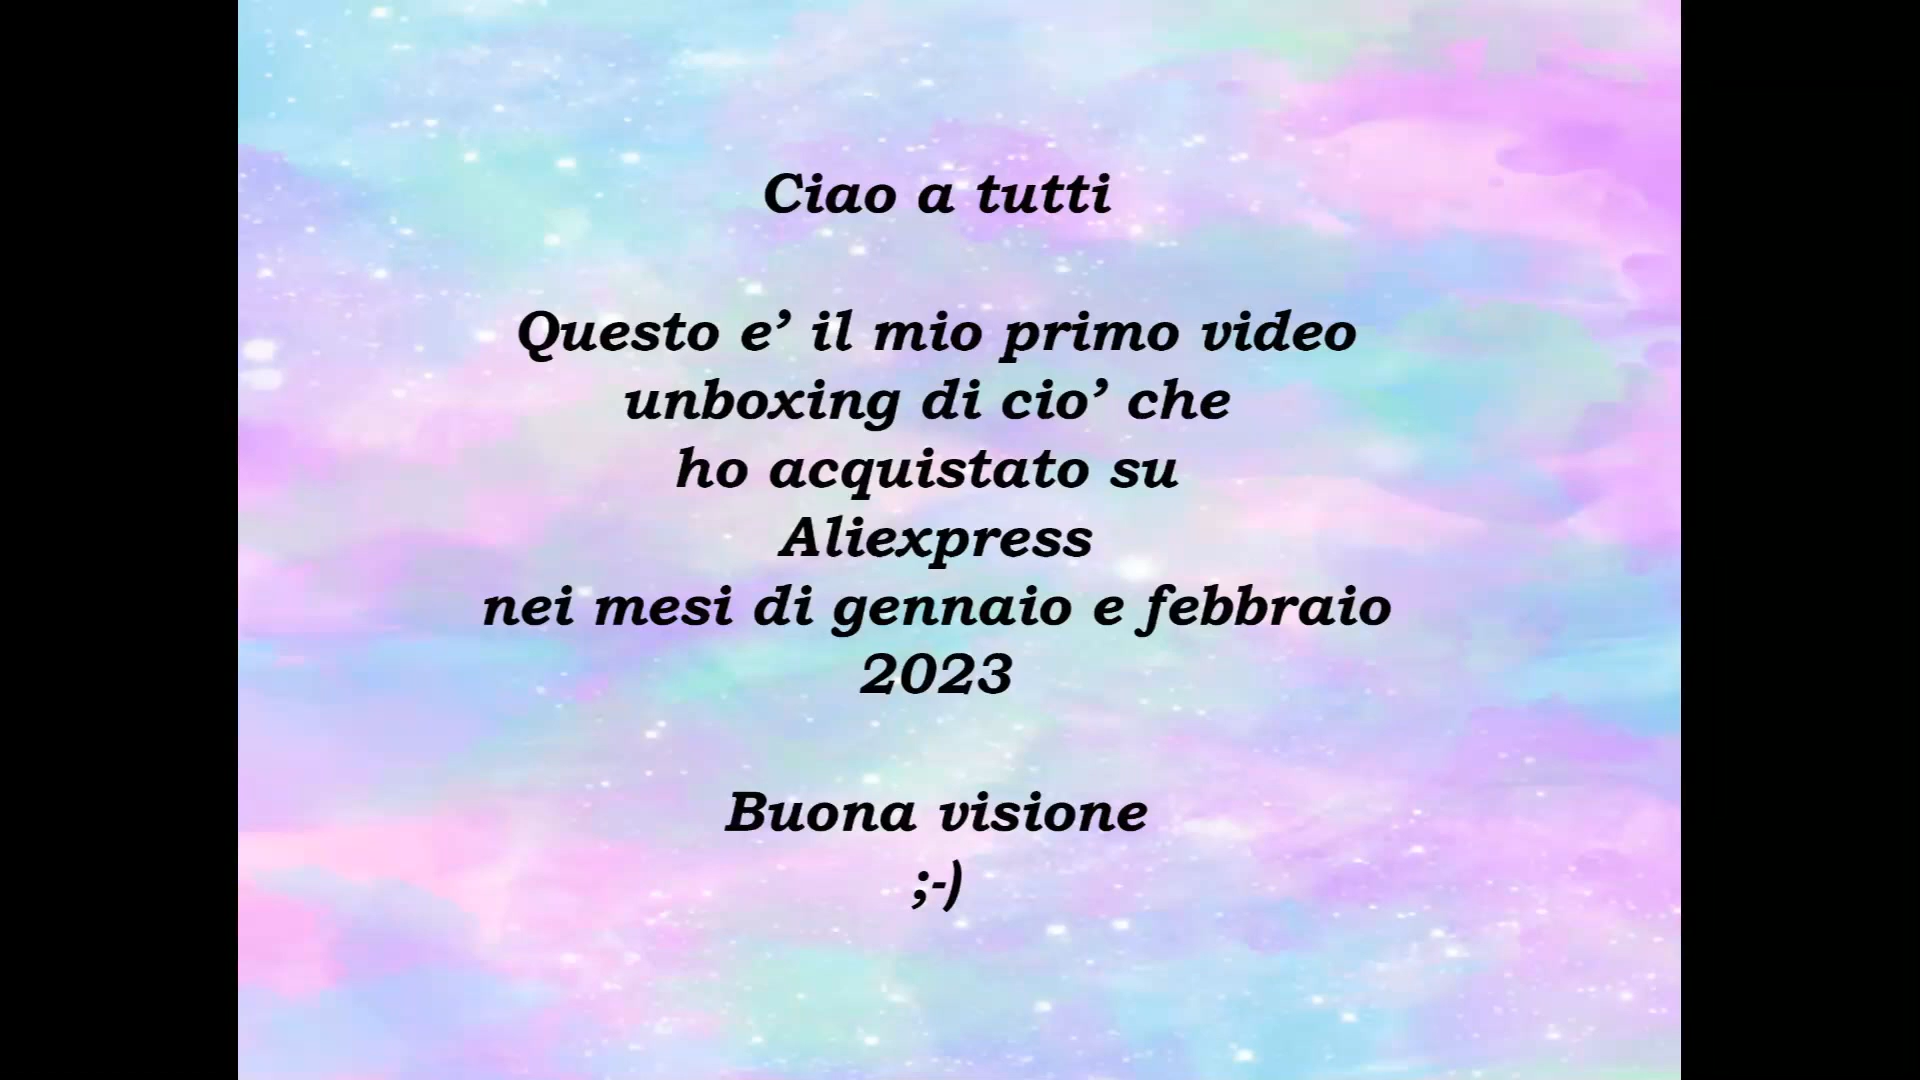 Ciao a tutti
Questo e’ il mio primo video
unboxing di cio’ che
ho acquistato su
Aliexpress
nei mesi di gennaio e febbraio
2023
Buona visione
;-)